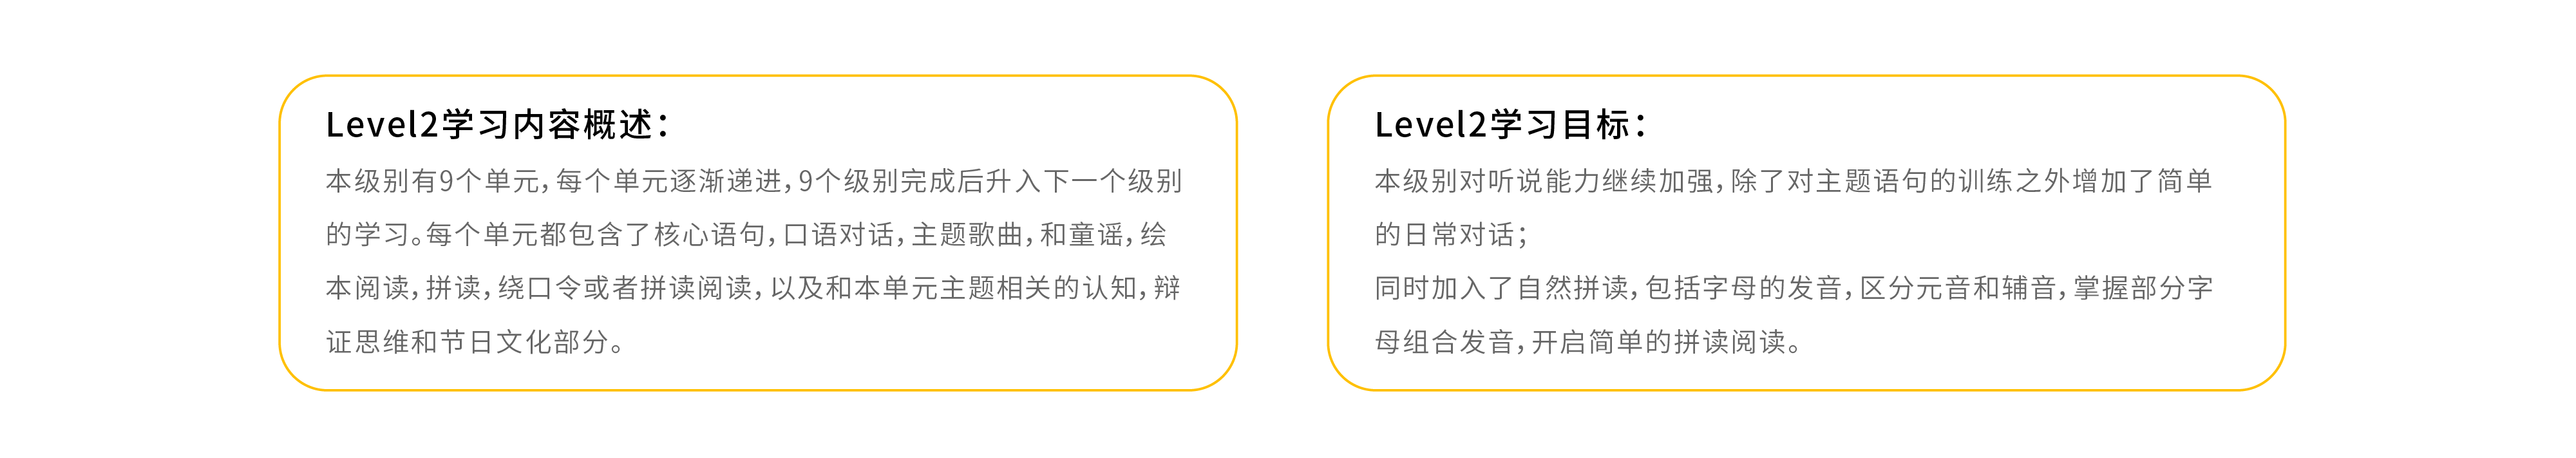 Level2学习内容概述：
本级别有9个单元，每个单元逐渐递进，9个级别完成后升入下一个级别
的学习。每个单元都包含了核心语句，口语对话，主题歌曲，和童谣，绘
本阅读，拼读，绕口令或者拼读阅读，以及和本单元主题相关的认知，辩
证思维和节日文化部分。
Level2学习目标：
本级别对听说能力继续加强，除了对主题语句的训练之外增加了简单
的日常对话；
同时加入了自然拼读，包括字母的发音，区分元音和辅音，掌握部分字
母组合发音，开启简单的拼读阅读。